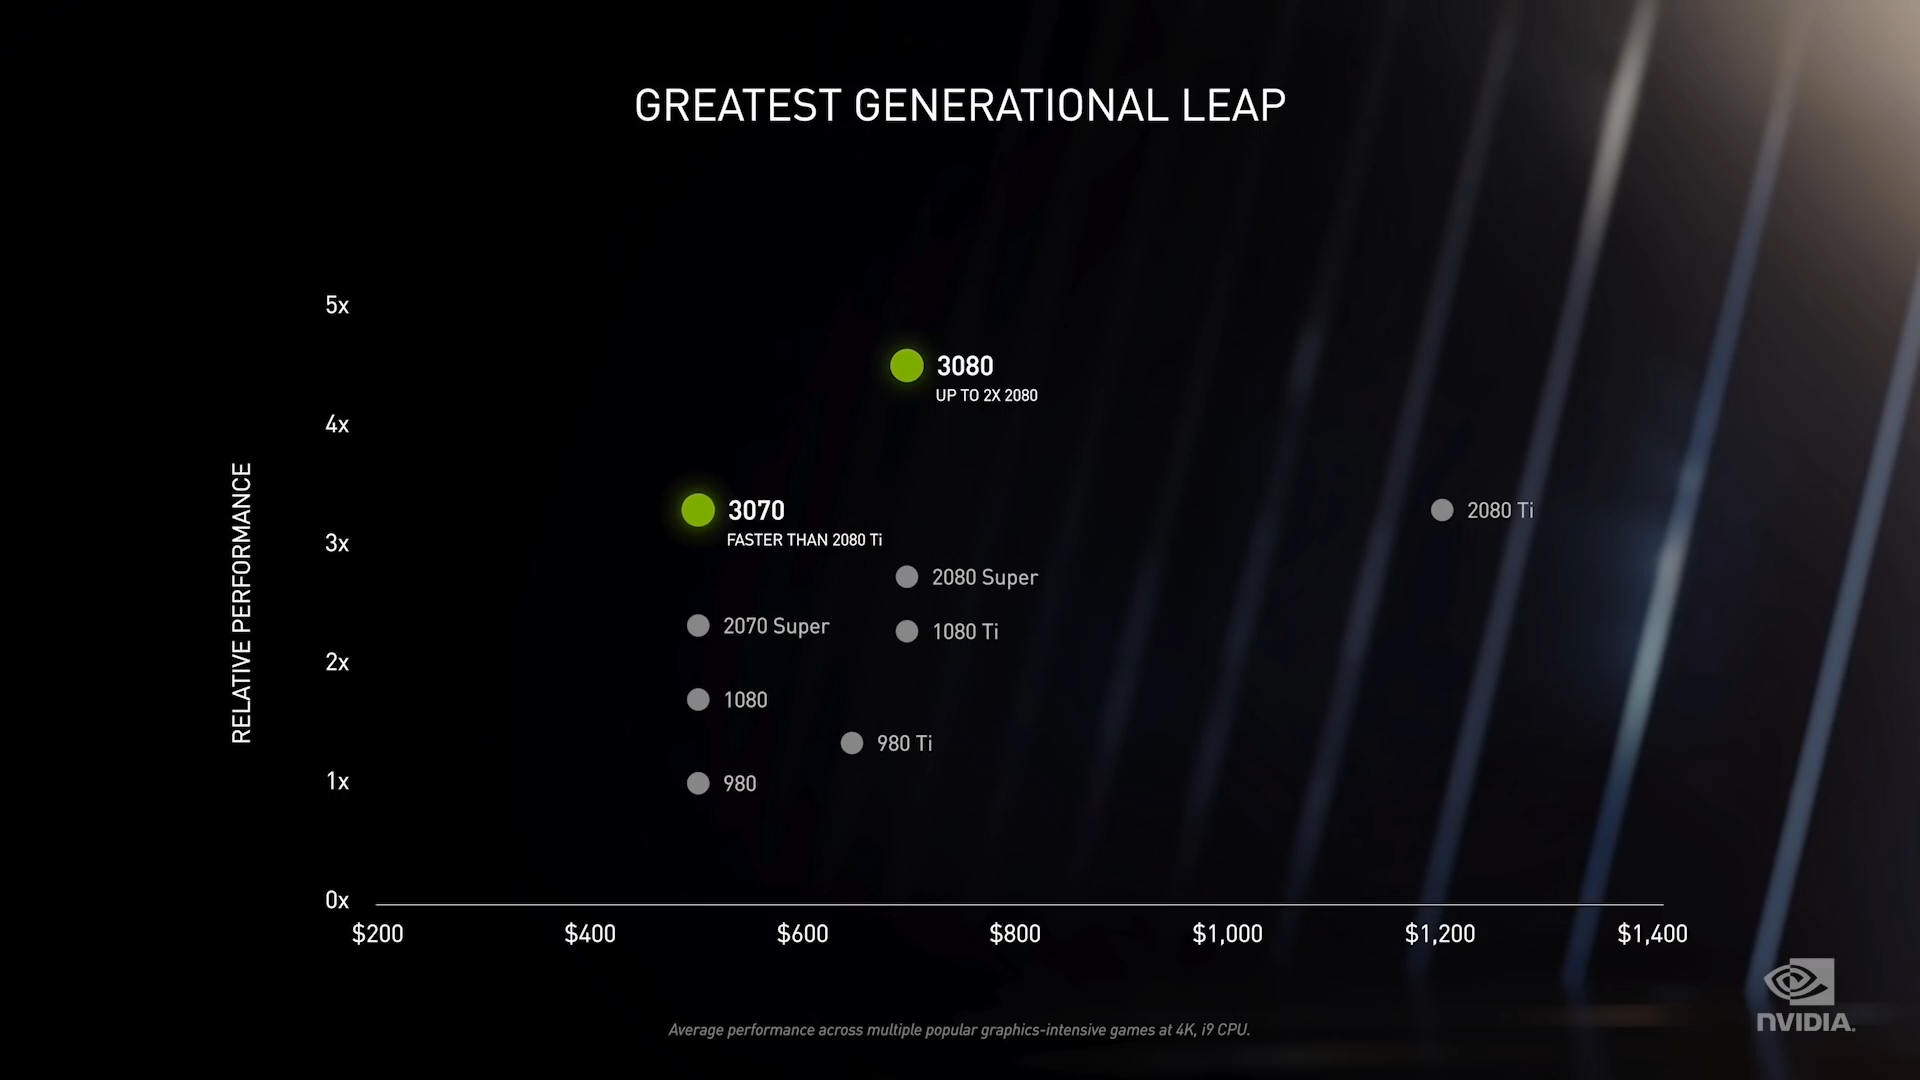 GREATEST GENERATIONAL LEAP
RELATIVE PERFORMANCE
5x
4x
3x
2x
1x
0x
3080
UP TO 2X 2080
3070
FASTER THAN 2080 Ti
2080 Ti
2080 Super
2070 Super
1080 Ti
1080
980 Ti
980
$200 $400 $600 $800 $1,000 $1,200 $1,400
Average performance across multiple popular graphics-intensive games at 4K, i9 CPU.
NVIDIA.